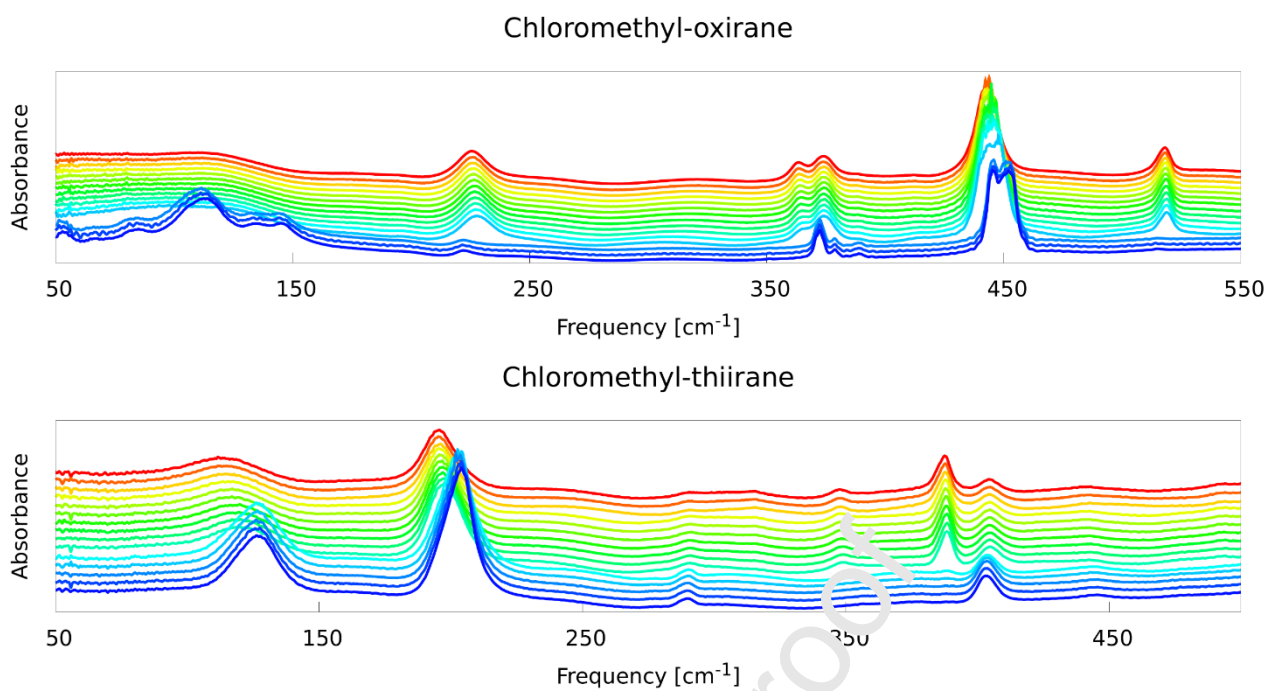 Chloromethyl-oxirane
Absorbance
50 150 250 350 450 550
Frequency [cm⁻¹]
Chloromethyl-thiirane
Absorbance
50 150 250 350 450
Frequency [cm⁻¹]
roof